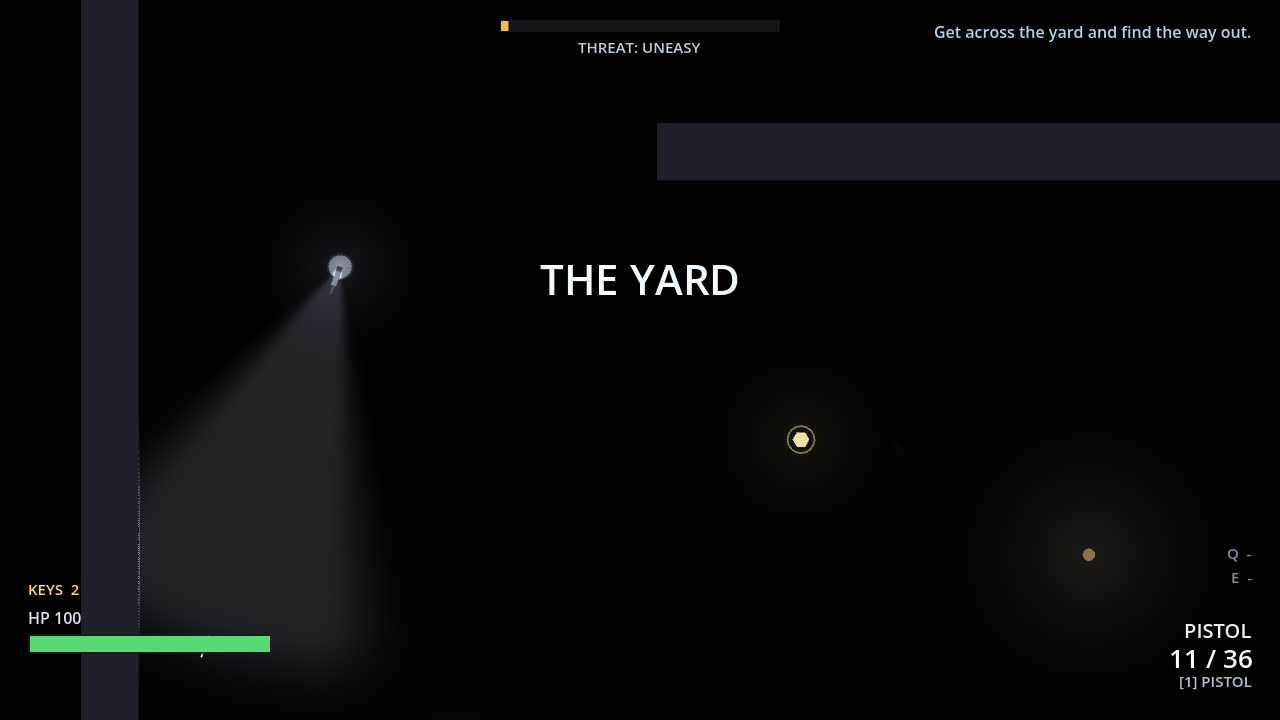 THREAT: UNEASY
Get across the yard and find the way out.
THE YARD
Q -
E -
KEYS 2
HP 100
PISTOL
11 / 36
[1] PISTOL